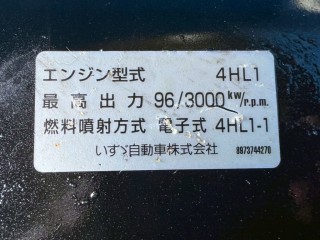 エンジン型式 4HL1
最高出力 96/3000 kw/r.p.m.
燃料噴射方式 電子式 4HL1-1
いすゞ自動車株式会社 8973744270